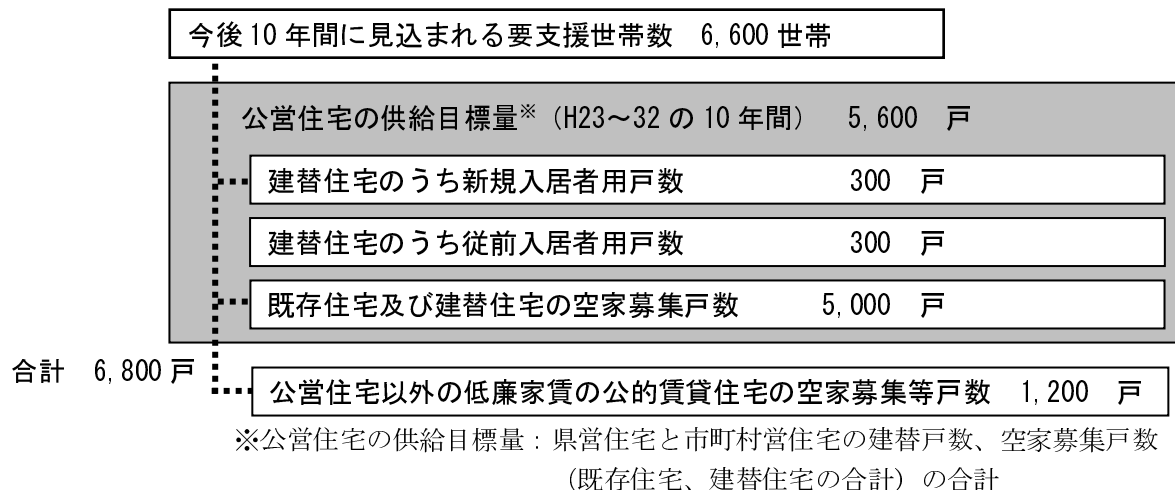 今後10年間に見込まれる要支援世帯数 6,600世帯
公営住宅の供給目標量※（H23～32の10年間） 5,600 戸
建替住宅のうち新規入居者用戸数 300 戸
建替住宅のうち従前入居者用戸数 300 戸
既存住宅及び建替住宅の空家募集戸数 5,000 戸
合計 6,800戸
公営住宅以外の低廉家賃の公的賃貸住宅の空家募集等戸数 1,200 戸
※公営住宅の供給目標量：県営住宅と市町村営住宅の建替戸数、空家募集戸数
（既存住宅、建替住宅の合計）の合計